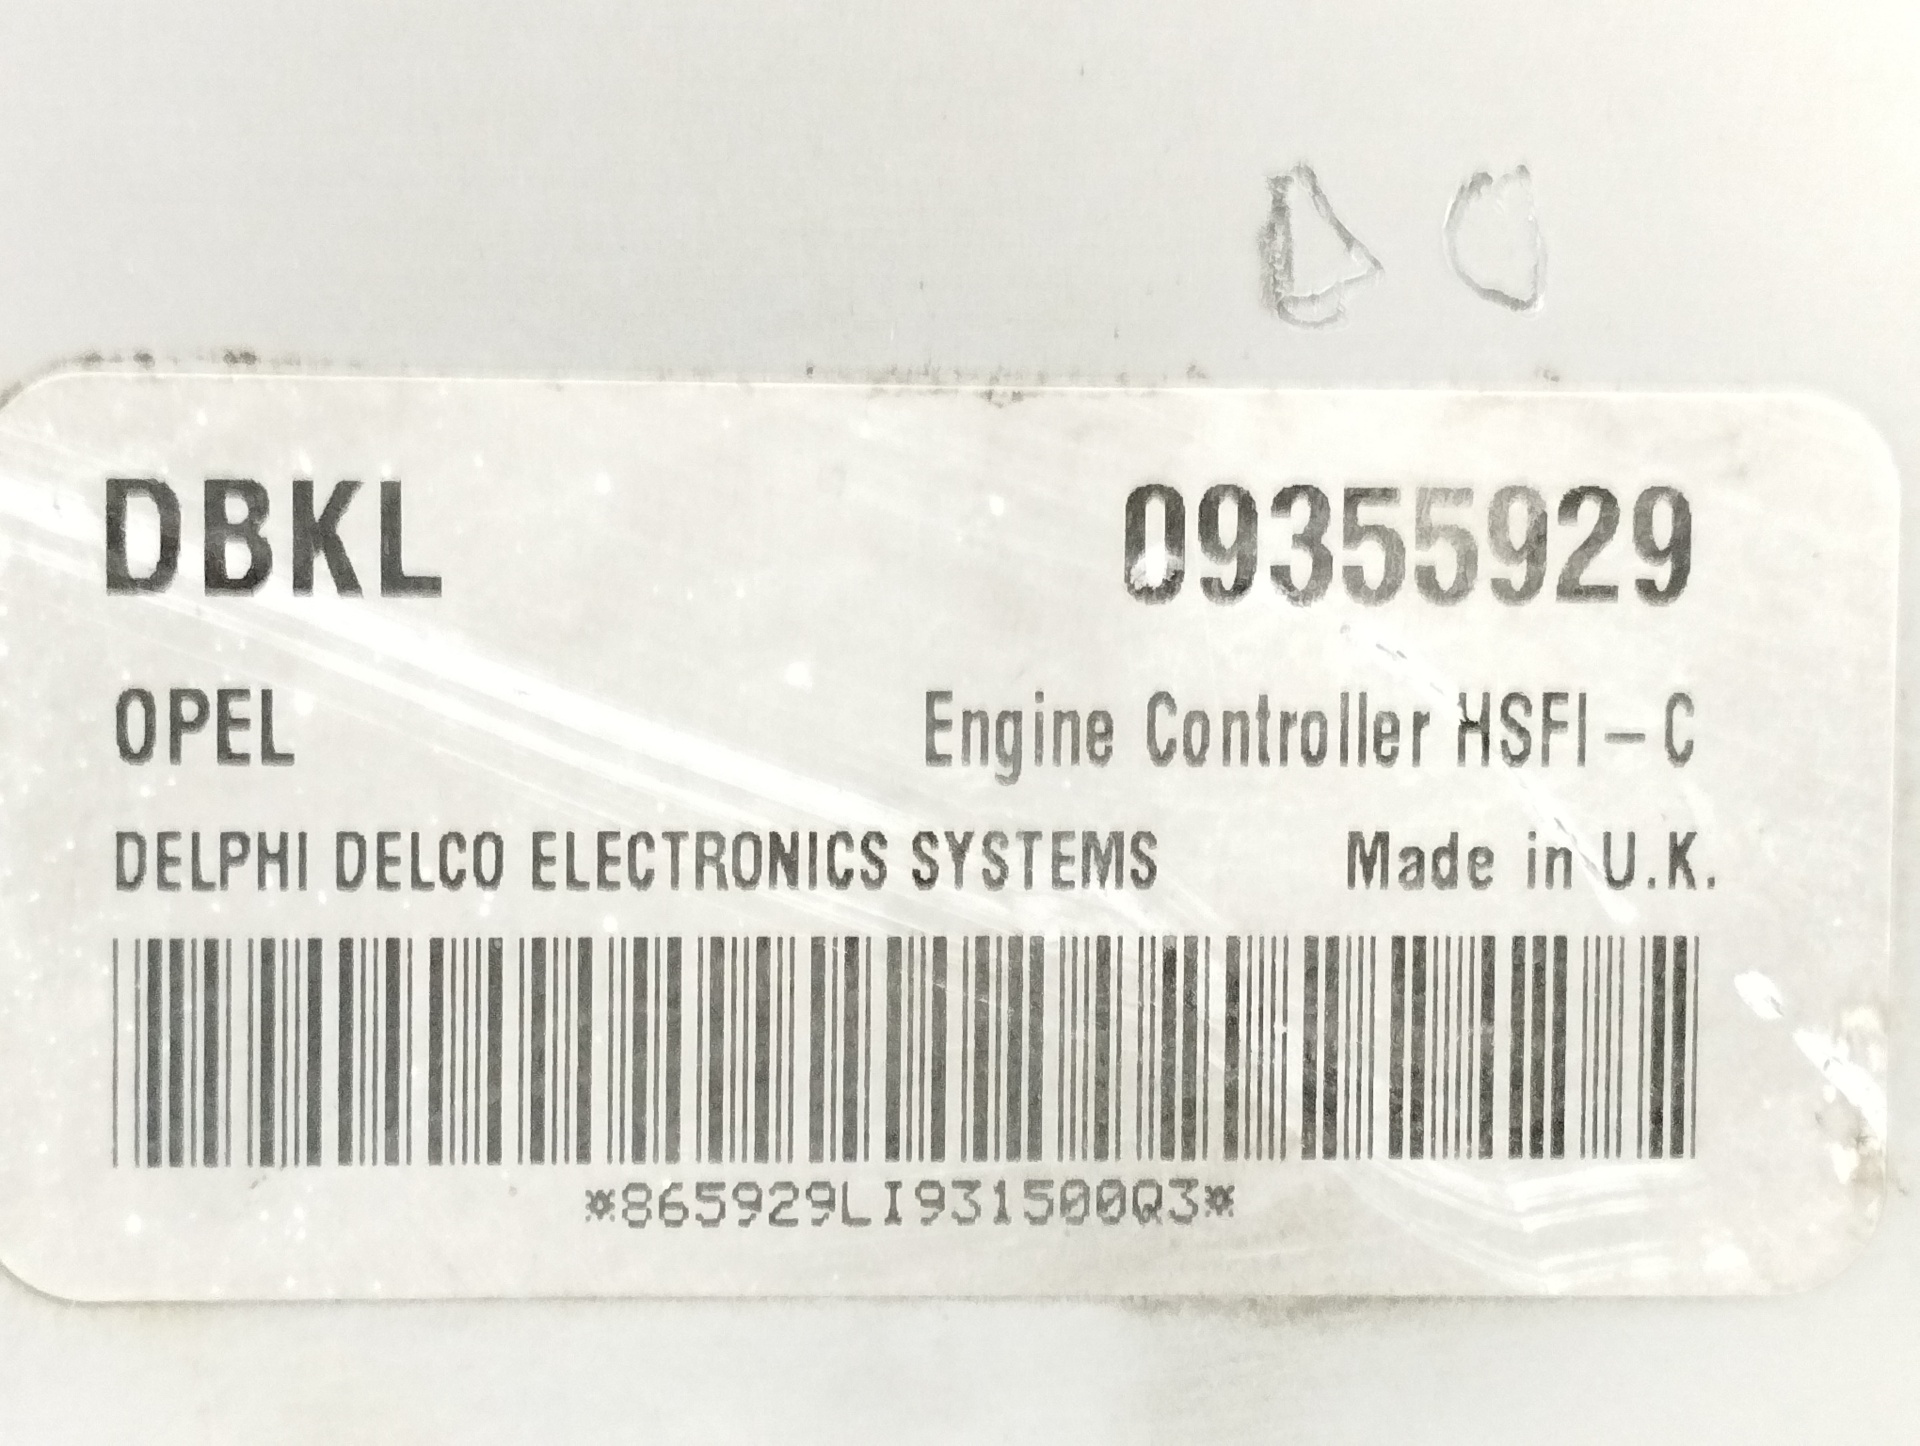 DBKL 09355929
OPEL Engine Controller HSFI-C
DELPHI DELCO ELECTRONICS SYSTEMS Made in U.K.
*865929LI931500Q3*